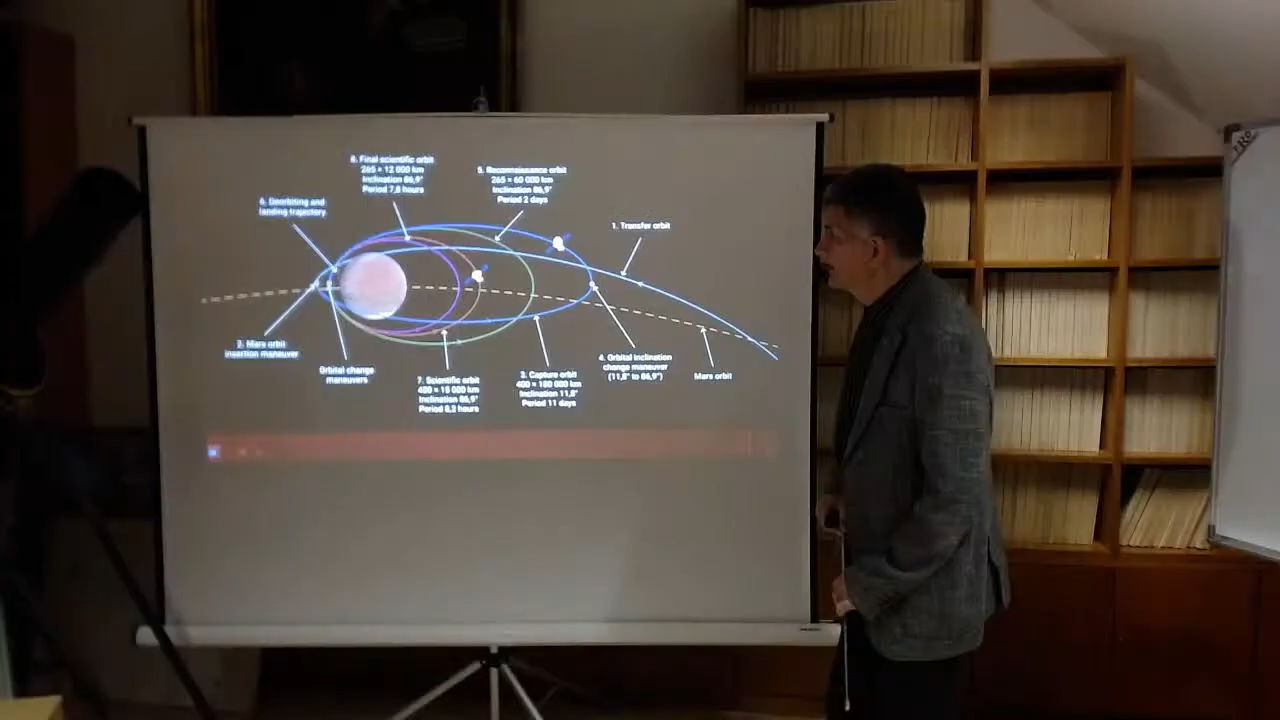 8. Final scientific orbit
265 × 12 000 km
Inclination 86,9°
Period 7,8 hours
5. Reconnaissance orbit
265 × 60 000 km
Inclination 86,9°
Period 2 days
6. Deorbiting and
landing trajectory
1. Transfer orbit
2. Mars orbit
insertion maneuver
Orbital change
maneuvers
7. Scientific orbit
400 × 15 000 km
Inclination 86,9°
Period 8,2 hours
3. Capture orbit
400 × 180 000 km
Inclination 11,8°
Period 11 days
4. Orbital inclination
change maneuver
(11,8° to 86,9°)
Mars orbit